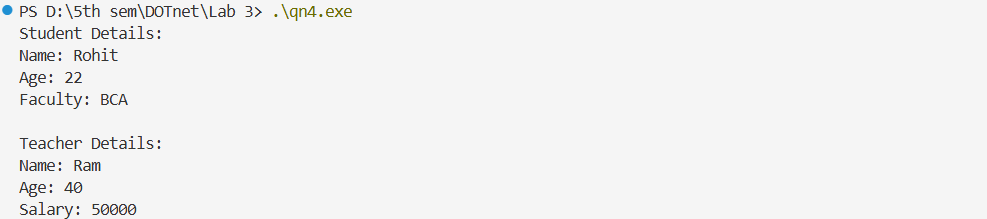 PS D:\5th sem\DOTnet\Lab 3> .\qn4.exe
Student Details:
Name: Rohit
Age: 22
Faculty: BCA

Teacher Details:
Name: Ram
Age: 40
Salary: 50000